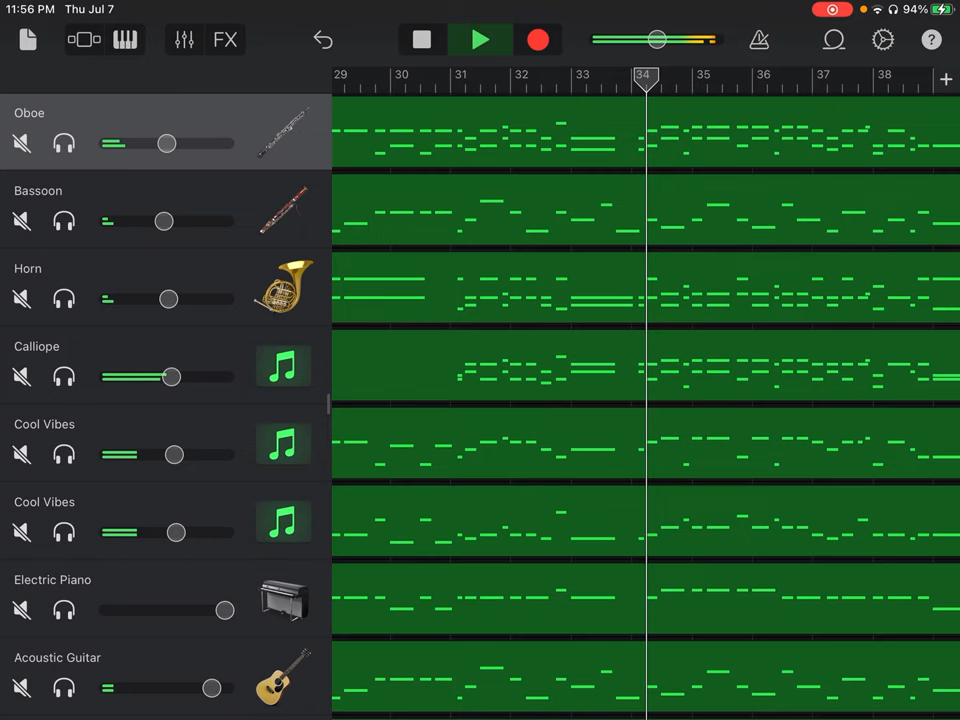 11:56 PM Thu Jul 7 94%
FX ?
29 30 31 32 33 34 35 36 37 38 +
Oboe
Bassoon
Horn
Calliope
Cool Vibes
Cool Vibes
Electric Piano
Acoustic Guitar